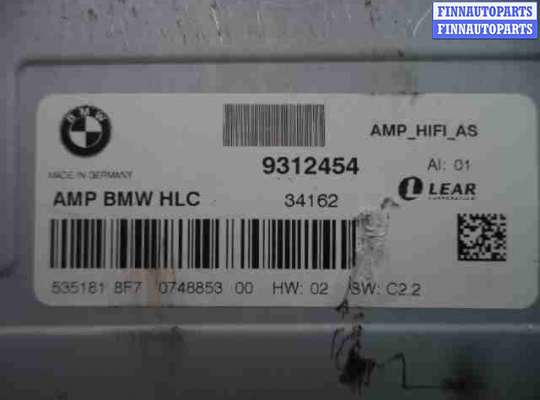 FINNAUTOPARTS
FINNAUTOPARTS
BMW
AMP_HIFI_AS
MADE IN GERMANY
9312454
AI: 01
AMP BMW HLC
34162
LEAR
CORPORATION
535181 8F7 0748853 00 HW: 02 SW: C2.2